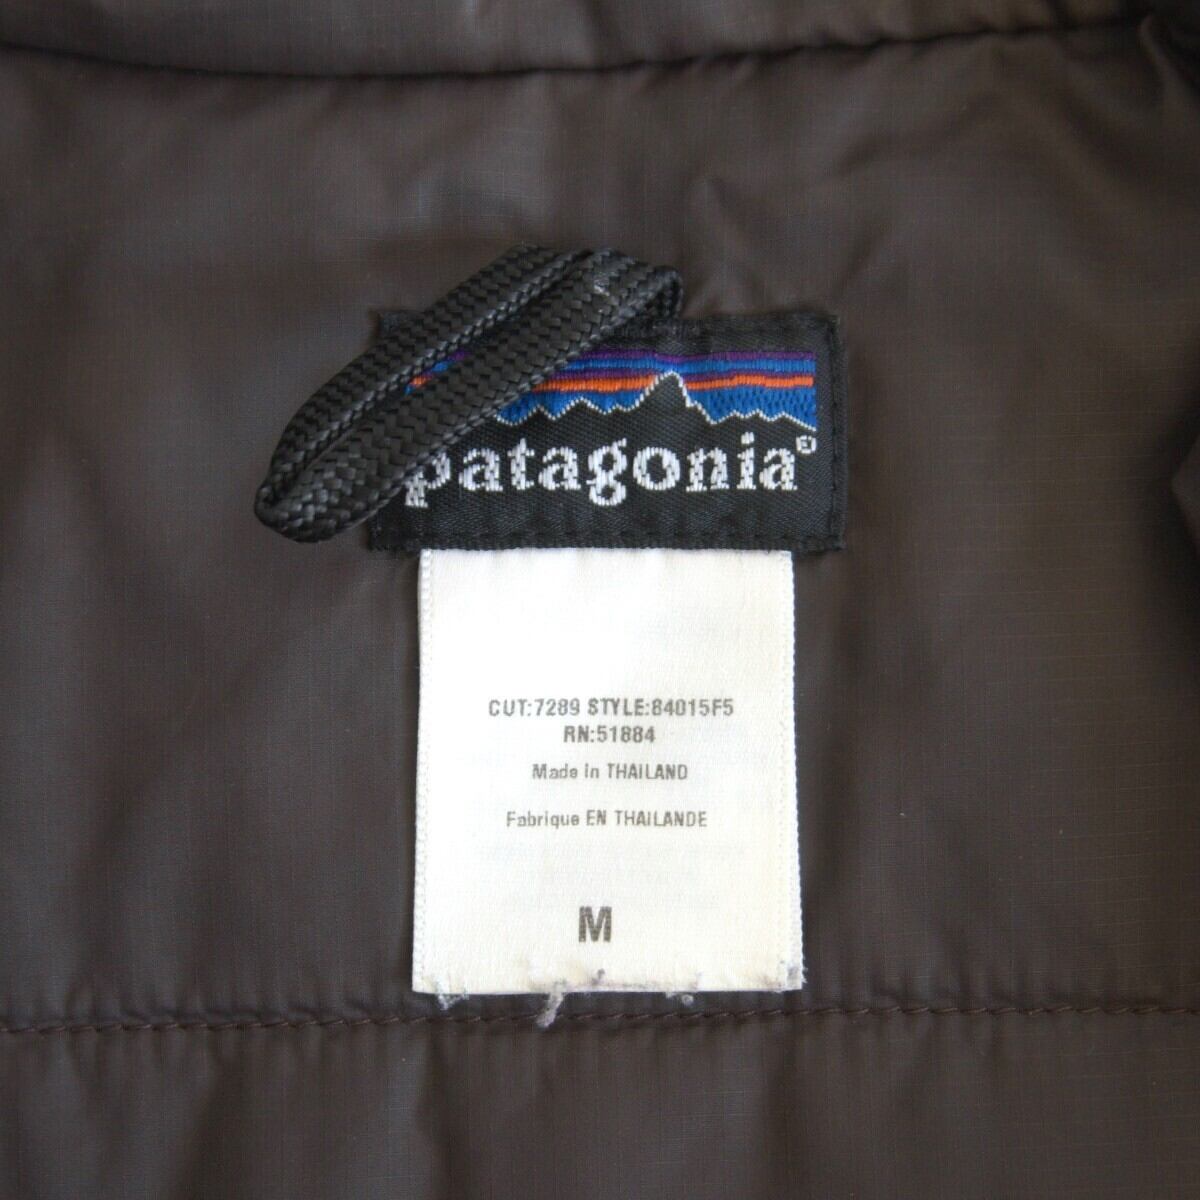 patagonia®
CUT:7289 STYLE:84015F5
RN:51884
Made in THAILAND
Fabrique EN THAILANDE
M